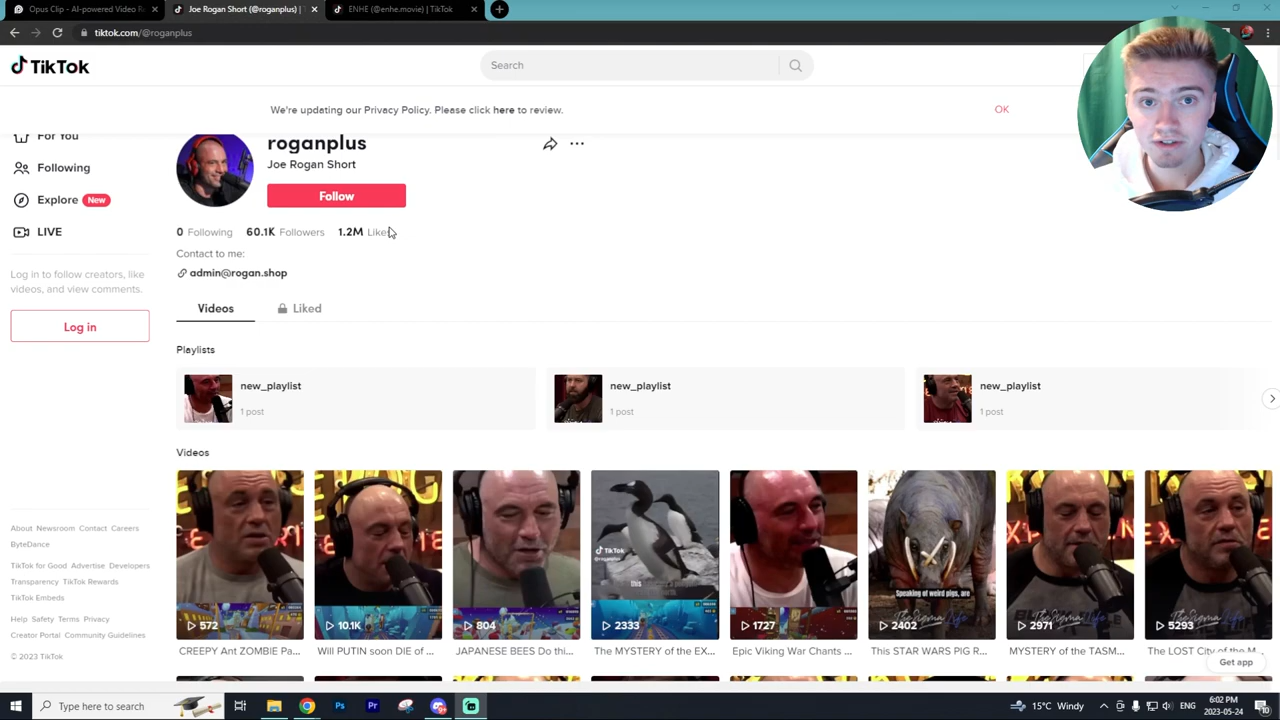 Opus Clip - AI-powered Video R
Joe Rogan Short (@roganplus) |
ENHE (@enhe.movie) | TikTok
tiktok.com/@roganplus
TikTok
Search
We're updating our Privacy Policy. Please click here to review.
OK
For You
Following
Explore New
LIVE
Log in to follow creators, like
videos, and view comments.
Log in
roganplus
Joe Rogan Short
Follow
0 Following 60.1K Followers 1.2M Likes
Contact to me:
admin@rogan.shop
Videos
Liked
Playlists
new_playlist
1 post
new_playlist
1 post
new_playlist
1 post
Videos
572
10.1K
804
TikTok
this
2333
1727
Speaking of weird pigs, are
2402
2971
5293
CREEPY Ant ZOMBIE Pa...
Will PUTIN soon DIE of ...
JAPANESE BEES Do thi...
The MYSTERY of the EX...
Epic Viking War Chants ...
This STAR WARS PIG R...
MYSTERY of the TASM...
The LOST City of the M...
Get app
About Newsroom Contact Careers
ByteDance
TikTok for Good Advertise Developers
Transparency TikTok Rewards
TikTok Embeds
Help Safety Terms Privacy
Creator Portal Community Guidelines
© 2023 TikTok
Type here to search
15°C Windy
ENG
6:02 PM
2023-05-24